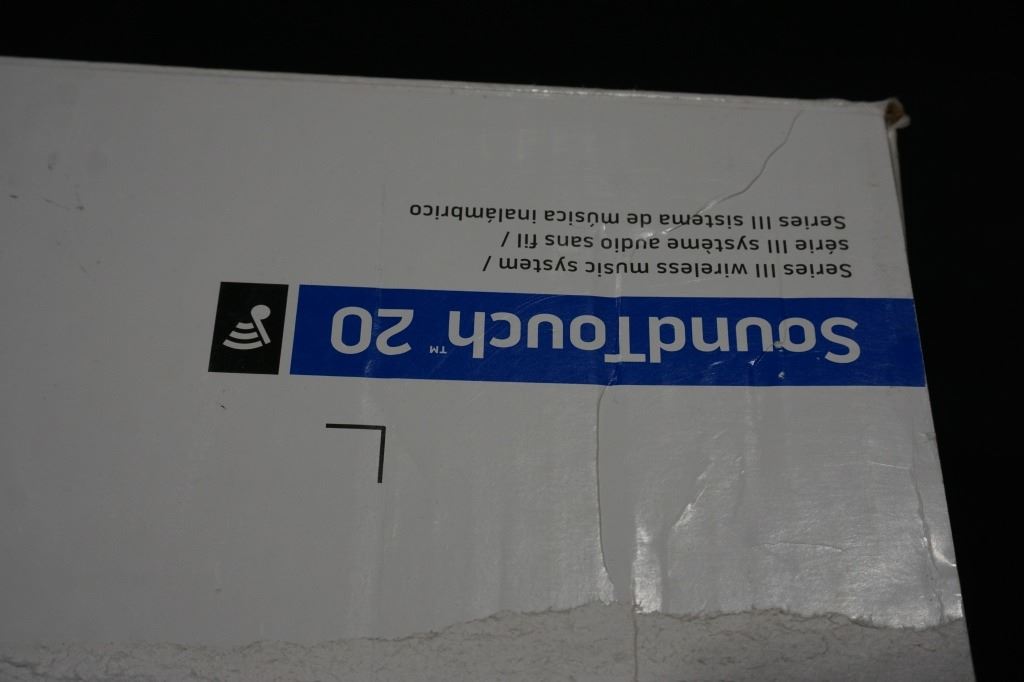 SoundTouch™ 20
Series III wireless music system /
série III système audio sans fil /
Series III sistema de música inalámbrico